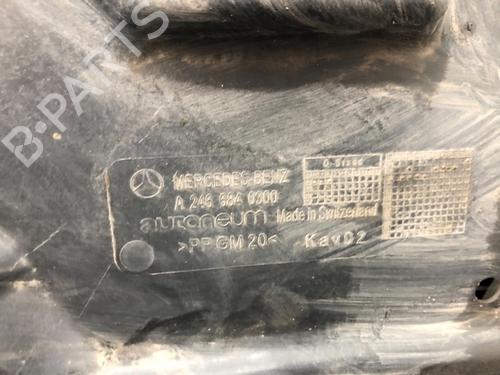 B-PARTS
MERCEDES-BENZ
A 246 684 0300
autoneum Made in Switzerland
>PP GM 20< Kav02